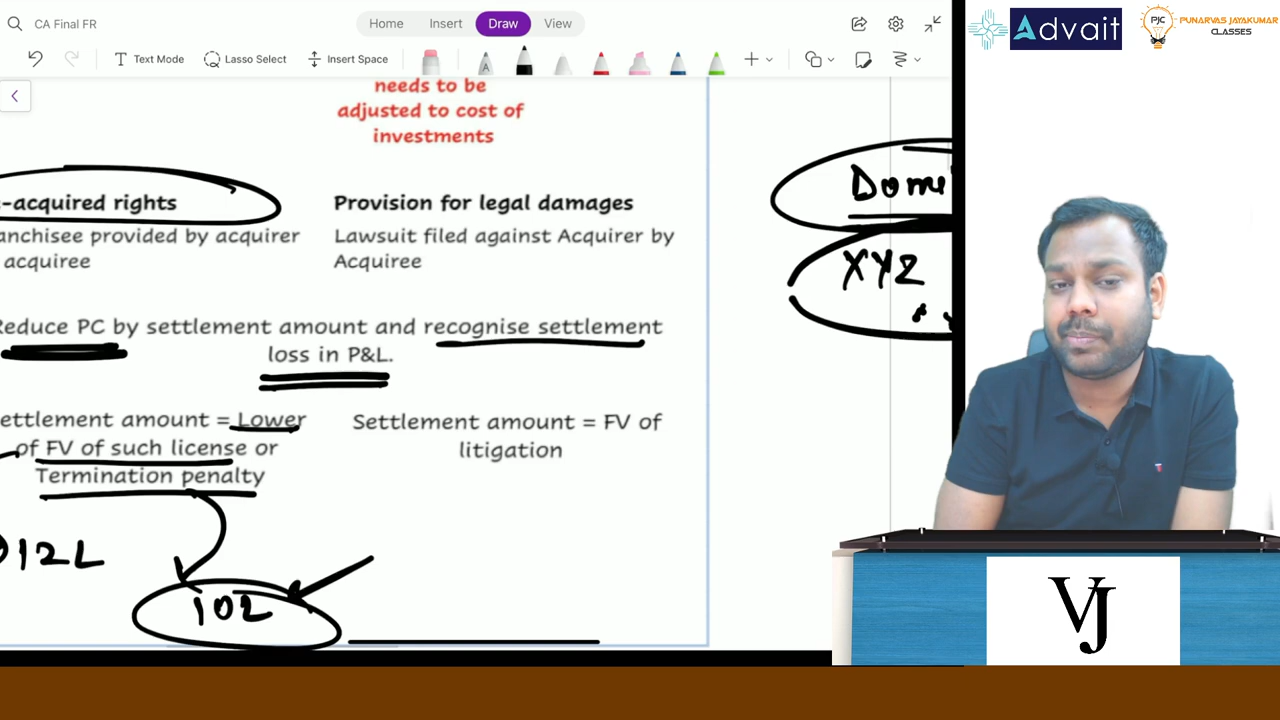 CA Final FR
Home Insert Draw View
Advait
PJC
PUNARVAS JAYAKUMAR
CLASSES
Text Mode Lasso Select Insert Space
needs to be
adjusted to cost of
investments
-acquired rights
anchisee provided by acquirer
acquiree
Provision for legal damages
Lawsuit filed against Acquirer by
Acquiree
Reduce PC by settlement amount and recognise settlement
loss in P&L.
ettlement amount = Lower
of FV of such license or
Termination penalty
Settlement amount = FV of
litigation
12L
10L
Domi
XYZ
VJ